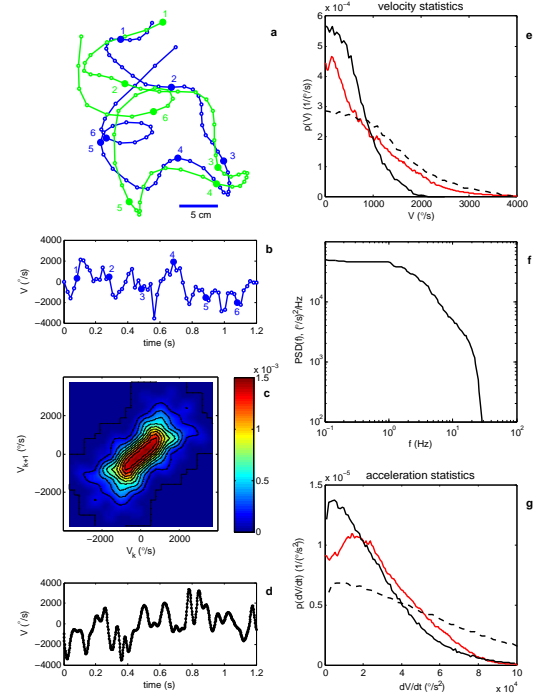 a
1
1
2
2
3
3
4
4
5
5
6
6
5 cm
b
V (°/s)
4000
2000
0
−2000
−4000
1
2
3
4
5
6
0 0.2 0.4 0.6 0.8 1 1.2
time (s)
c
x 10⁻³
1.5
1
0.5
0
V_{k+1} (°/s)
2000
0
−2000
−4000 −2000 0 2000
V_k (°/s)
d
V (°/s)
4000
2000
0
−2000
−4000
0 0.2 0.4 0.6 0.8 1 1.2
time (s)
velocity statistics
e
x 10⁻⁴
p(V) (1/(°/s))
6
5
4
3
2
1
0
0 1000 2000 3000 4000
V (°/s)
f
PSD(f), (°/s)²/Hz
10⁴
10³
10²
10⁻¹ 10⁰ 10¹ 10²
f (Hz)
acceleration statistics
g
x 10⁻⁵
p(dV/dt) (1/(°/s²))
1.5
1
0.5
0
0 2 4 6 8 10
x 10⁴
dV/dt (°/s²)